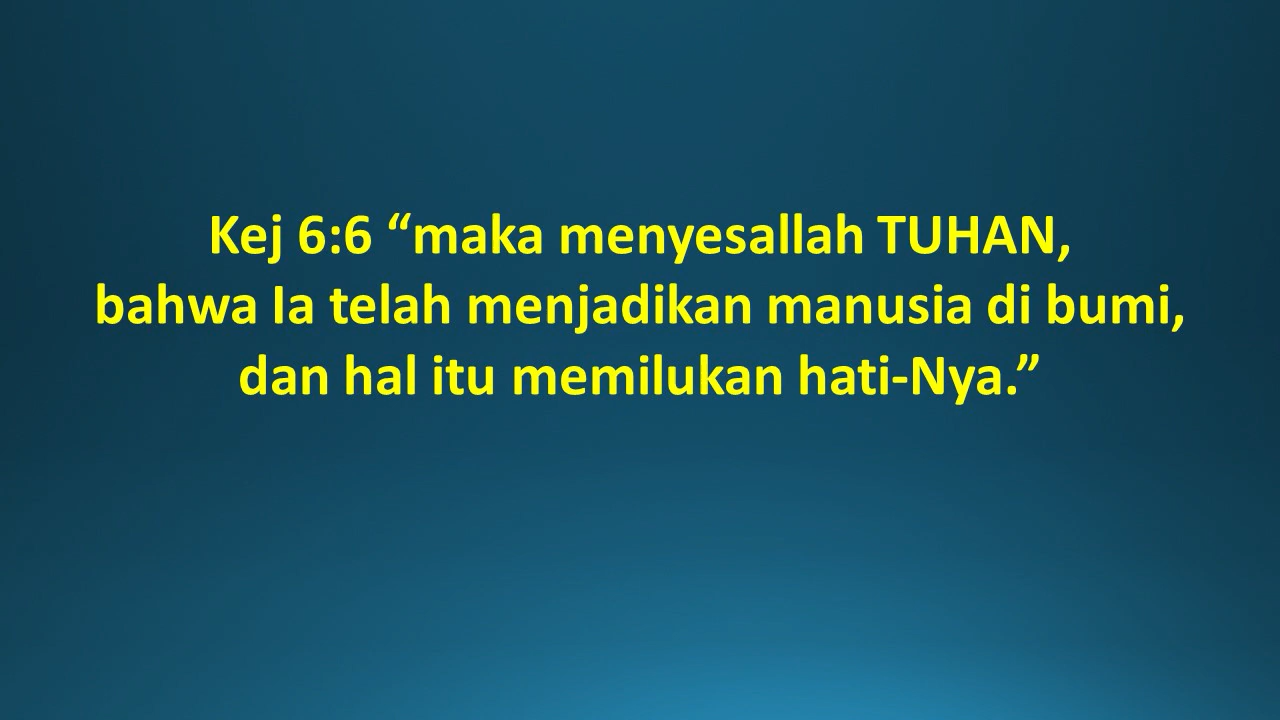 Kej 6:6 “maka menyesallah TUHAN,
bahwa Ia telah menjadikan manusia di bumi,
dan hal itu memilukan hati-Nya.”